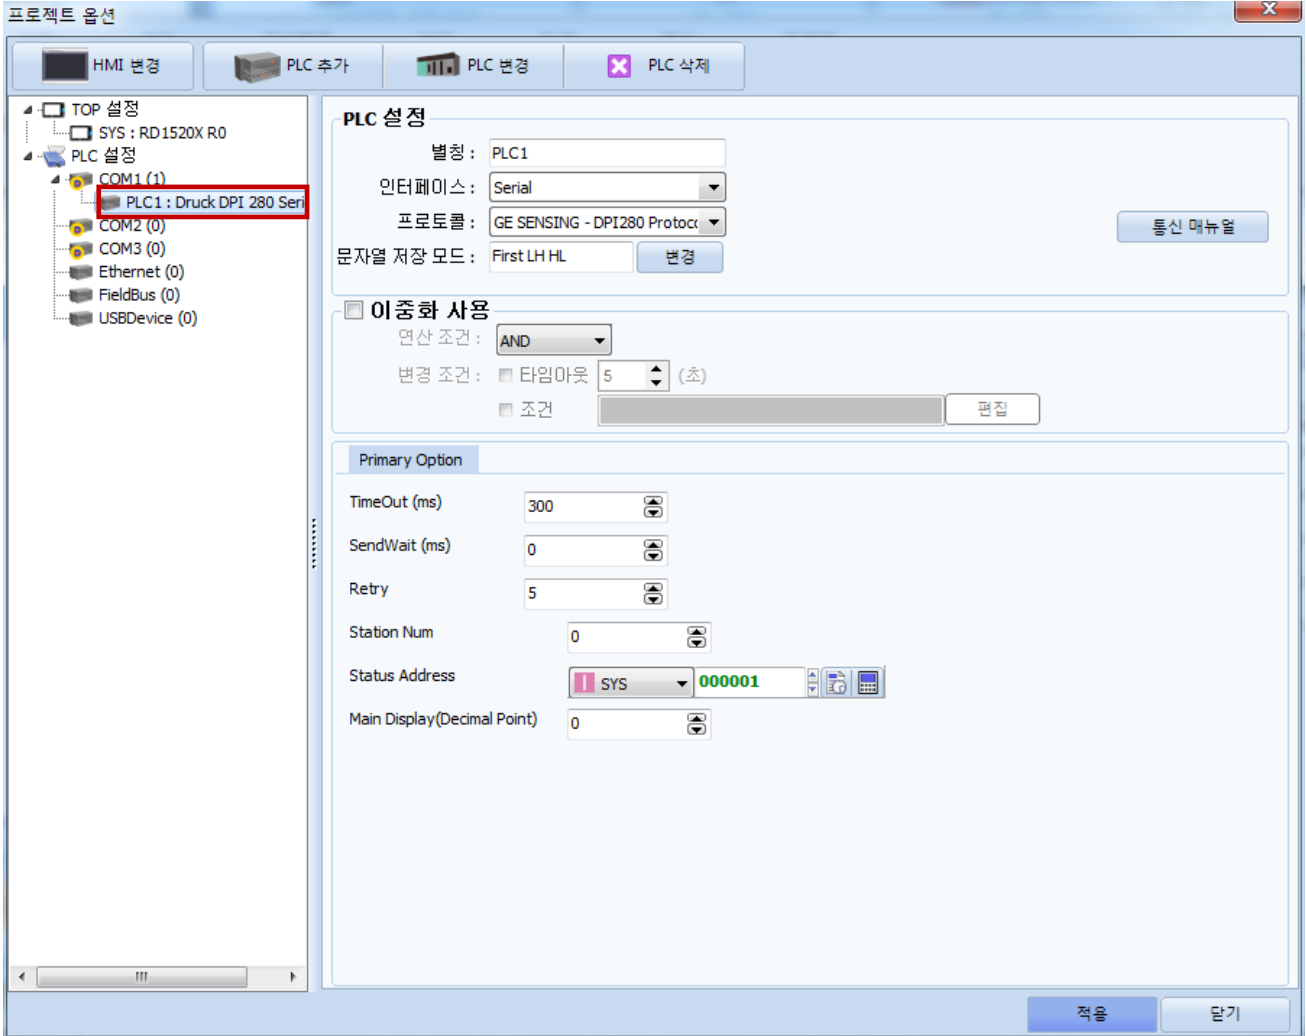 프로젝트 옵션
X
HMI 변경
PLC 추가
PLC 변경
PLC 삭제
TOP 설정
SYS : RD1520X R0
PLC 설정
COM1 (1)
PLC1 : Druck DPI 280 Seri
COM2 (0)
COM3 (0)
Ethernet (0)
FieldBus (0)
USBDevice (0)
PLC 설정
별칭 : PLC1
인터페이스 : Serial
프로토콜 : GE SENSING - DPI280 Protoco
통신 매뉴얼
문자열 저장 모드 : First LH HL 변경
이중화 사용
연산 조건 : AND
변경 조건 : 타임아웃 5 (초)
조건 편집
Primary Option
TimeOut (ms) 300
SendWait (ms) 0
Retry 5
Station Num 0
Status Address SYS 000001
Main Display(Decimal Point) 0
적용 닫기